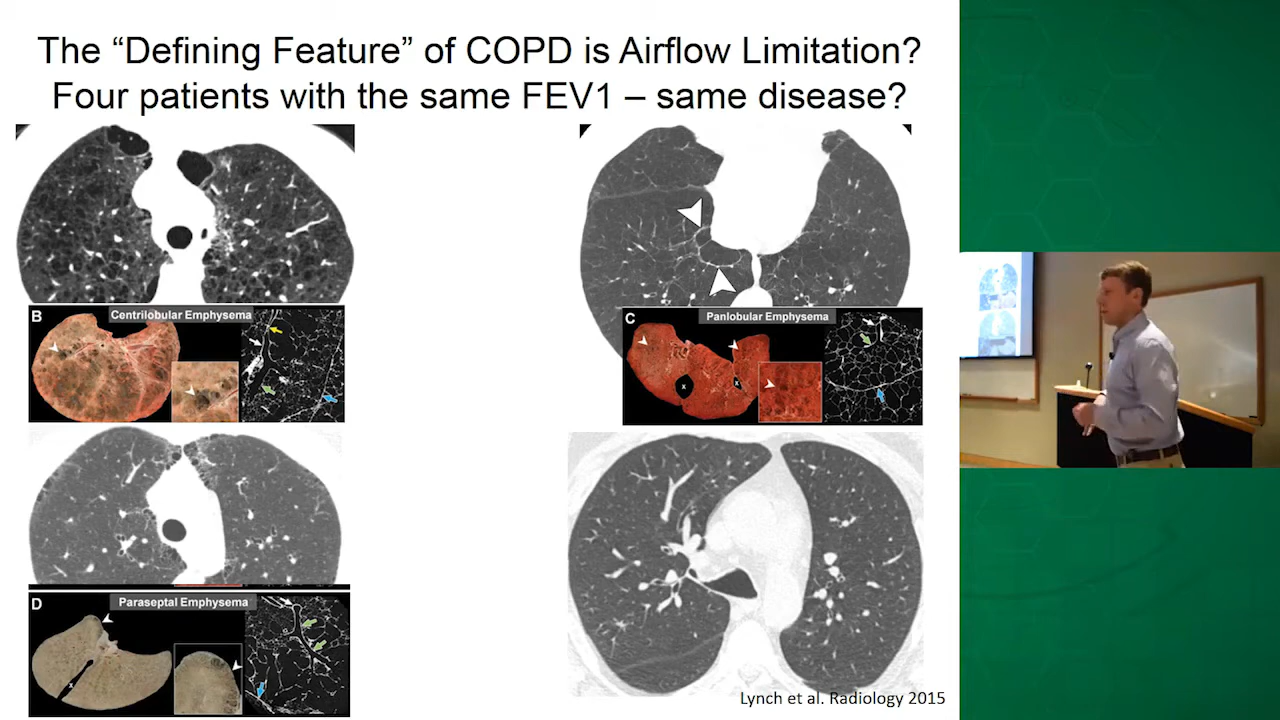 The “Defining Feature” of COPD is Airflow Limitation?
Four patients with the same FEV1 – same disease?
B
Centrilobular Emphysema
C
Panlobular Emphysema
x
x
D
Paraseptal Emphysema
x
Lynch et al. Radiology 2015